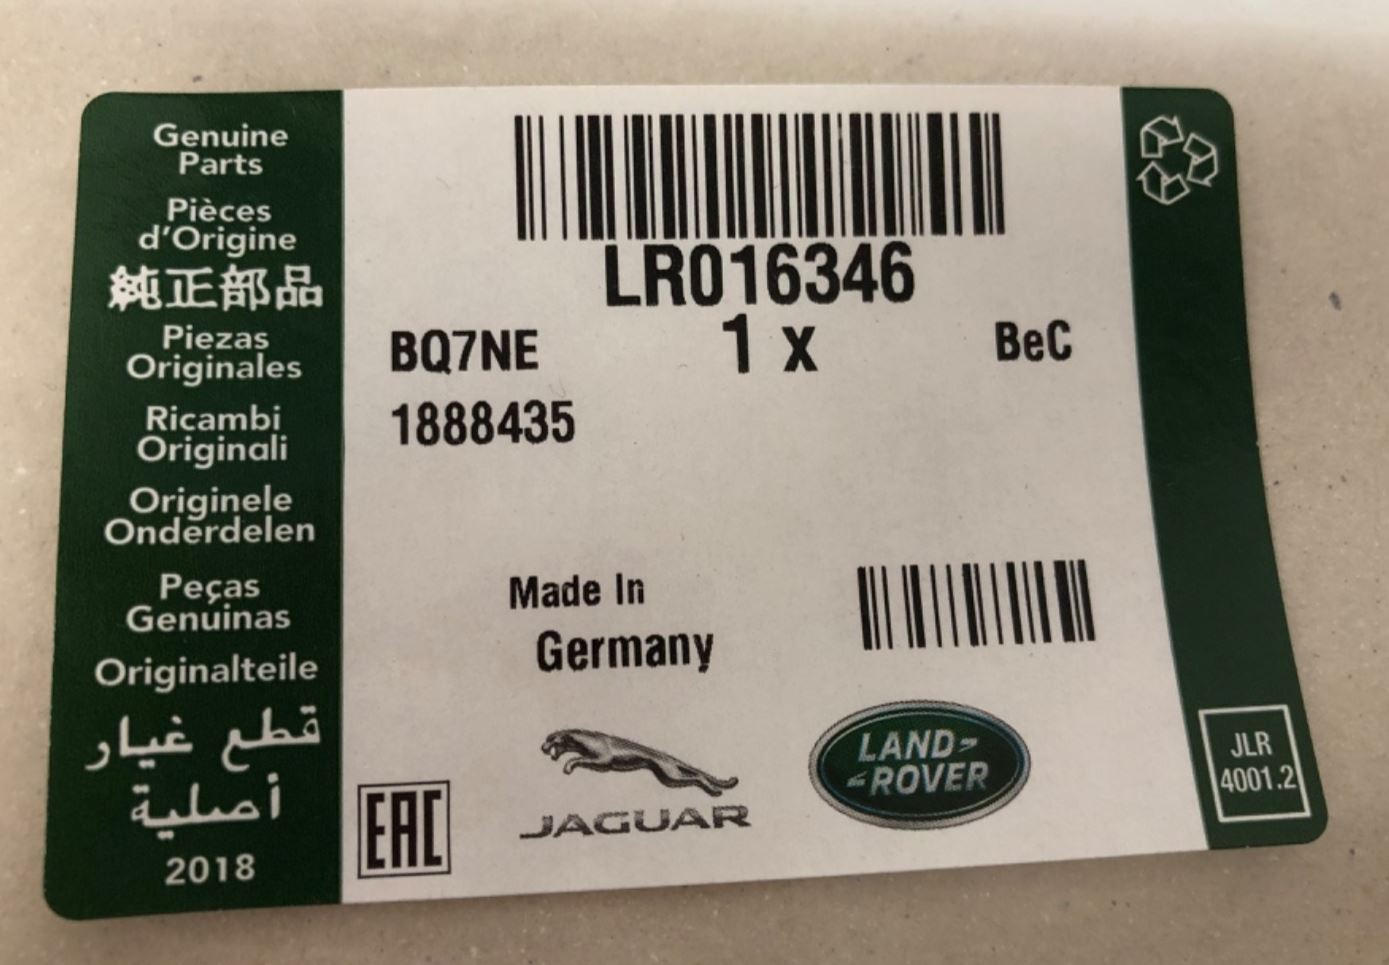 Genuine
Parts
Pièces
d'Origine
純正部品
Piezas
Originales
Ricambi
Originali
Originele
Onderdelen
Peças
Genuinas
Originalteile
قطع غيار
أصلية
2018
LR016346
BQ7NE 1 x BeC
1888435
Made In
Germany
EAC
JAGUAR
LAND-
-ROVER
JLR
4001.2